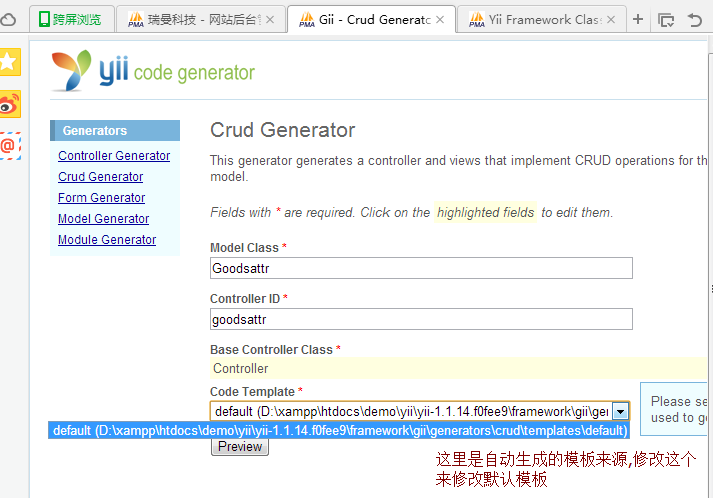 跨屏浏览
瑞曼科技 - 网站后台
Gii - Crud Generato
Yii Framework Clas
yii code generator
Generators
Controller Generator
Crud Generator
Form Generator
Model Generator
Module Generator
Crud Generator
This generator generates a controller and views that implement CRUD operations for th
model.
Fields with * are required. Click on the highlighted fields to edit them.
Model Class *
Goodsattr
Controller ID *
goodsattr
Base Controller Class *
Controller
Code Template *
default (D:\xampp\htdocs\demo\yii\yii-1.1.14.f0fee9\framework\gii\ger
Please se
used to ge
default (D:\xampp\htdocs\demo\yii\yii-1.1.14.f0fee9\framework\gii\generators\crud\templates\default)
Preview
这里是自动生成的模板来源,修改这个
来修改默认模板